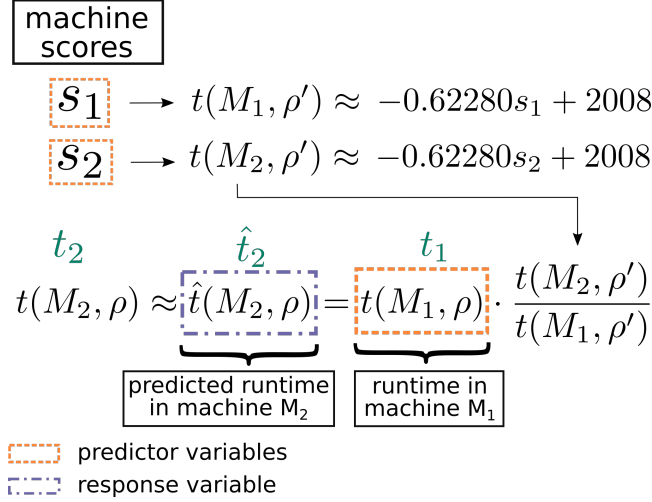 machine
scores
s₁ → t(M₁, ρ′) ≈ −0.62280s₁ + 2008
s₂ → t(M₂, ρ′) ≈ −0.62280s₂ + 2008
t₂ t̂₂ t₁
t(M₂, ρ) ≈ t̂(M₂, ρ) = t(M₁, ρ) · t(M₂, ρ′) / t(M₁, ρ′)
predicted runtime
in machine M₂
runtime in
machine M₁
predictor variables
response variable